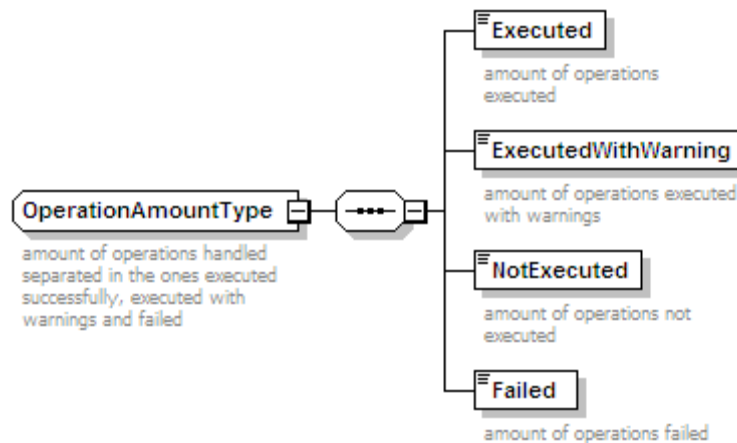 Executed
amount of operations
executed
ExecutedWithWarning
amount of operations executed
with warnings
OperationAmountType
amount of operations handled
separated in the ones executed
successfully, executed with
warnings and failed
NotExecuted
amount of operations not
executed
Failed
amount of operations failed